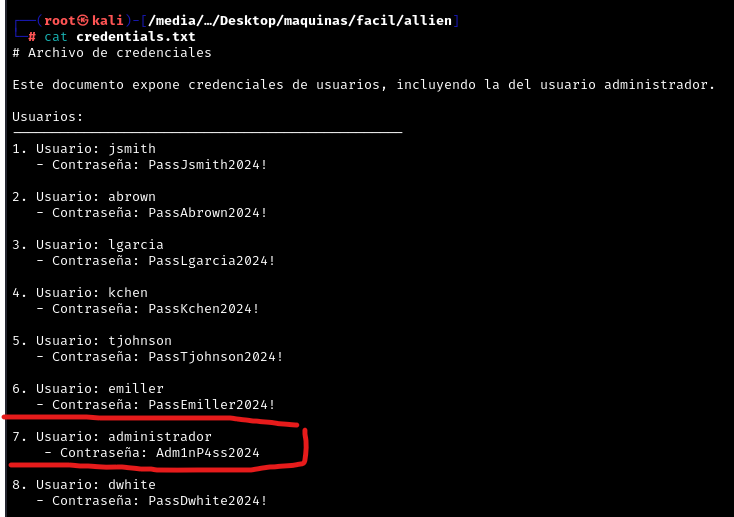 ┌──(root㉿kali)-[/media/…/Desktop/maquinas/facil/allien]
└─# cat credentials.txt
# Archivo de credenciales
Este documento expone credenciales de usuarios, incluyendo la del usuario administrador.
Usuarios:
1. Usuario: jsmith
- Contraseña: PassJsmith2024!
2. Usuario: abrown
- Contraseña: PassAbrown2024!
3. Usuario: lgarcia
- Contraseña: PassLgarcia2024!
4. Usuario: kchen
- Contraseña: PassKchen2024!
5. Usuario: tjohnson
- Contraseña: PassTjohnson2024!
6. Usuario: emiller
- Contraseña: PassEmiller2024!
7. Usuario: administrador
- Contraseña: Adm1nP4ss2024
8. Usuario: dwhite
- Contraseña: PassDwhite2024!